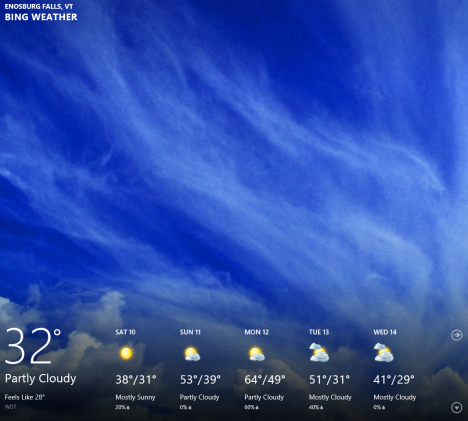 ENOSBURG FALLS, VT
BING WEATHER
32°
Partly Cloudy
Feels Like 28°
WDT
SAT 10
38°/31°
Mostly Sunny
20%
SUN 11
53°/39°
Partly Cloudy
0%
MON 12
64°/49°
Partly Cloudy
60%
TUE 13
51°/31°
Mostly Cloudy
40%
WED 14
41°/29°
Mostly Cloudy
0%